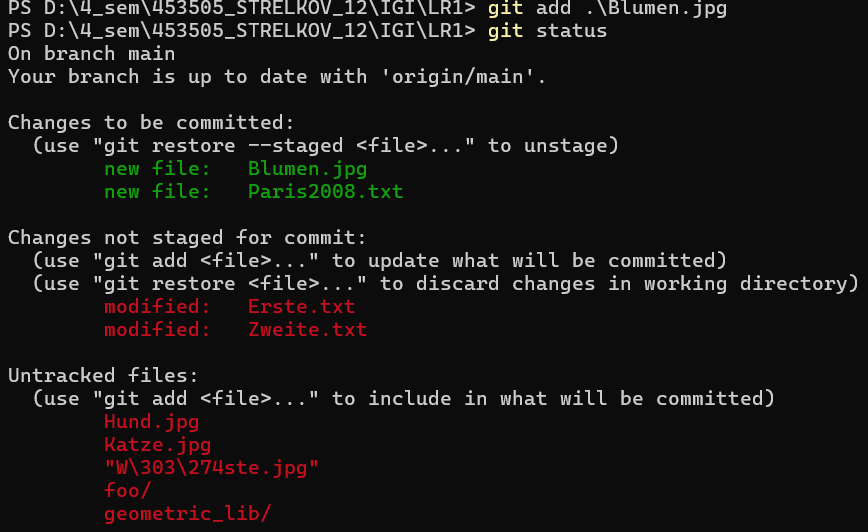 PS D:\4_sem\453505_STRELKOV_12\IGI\LR1> git add .\Blumen.jpg
PS D:\4_sem\453505_STRELKOV_12\IGI\LR1> git status
On branch main
Your branch is up to date with 'origin/main'.
Changes to be committed:
(use "git restore --staged <file>..." to unstage)
new file: Blumen.jpg
new file: Paris2008.txt
Changes not staged for commit:
(use "git add <file>..." to update what will be committed)
(use "git restore <file>..." to discard changes in working directory)
modified: Erste.txt
modified: Zweite.txt
Untracked files:
(use "git add <file>..." to include in what will be committed)
Hund.jpg
Katze.jpg
"W\303\274ste.jpg"
foo/
geometric_lib/